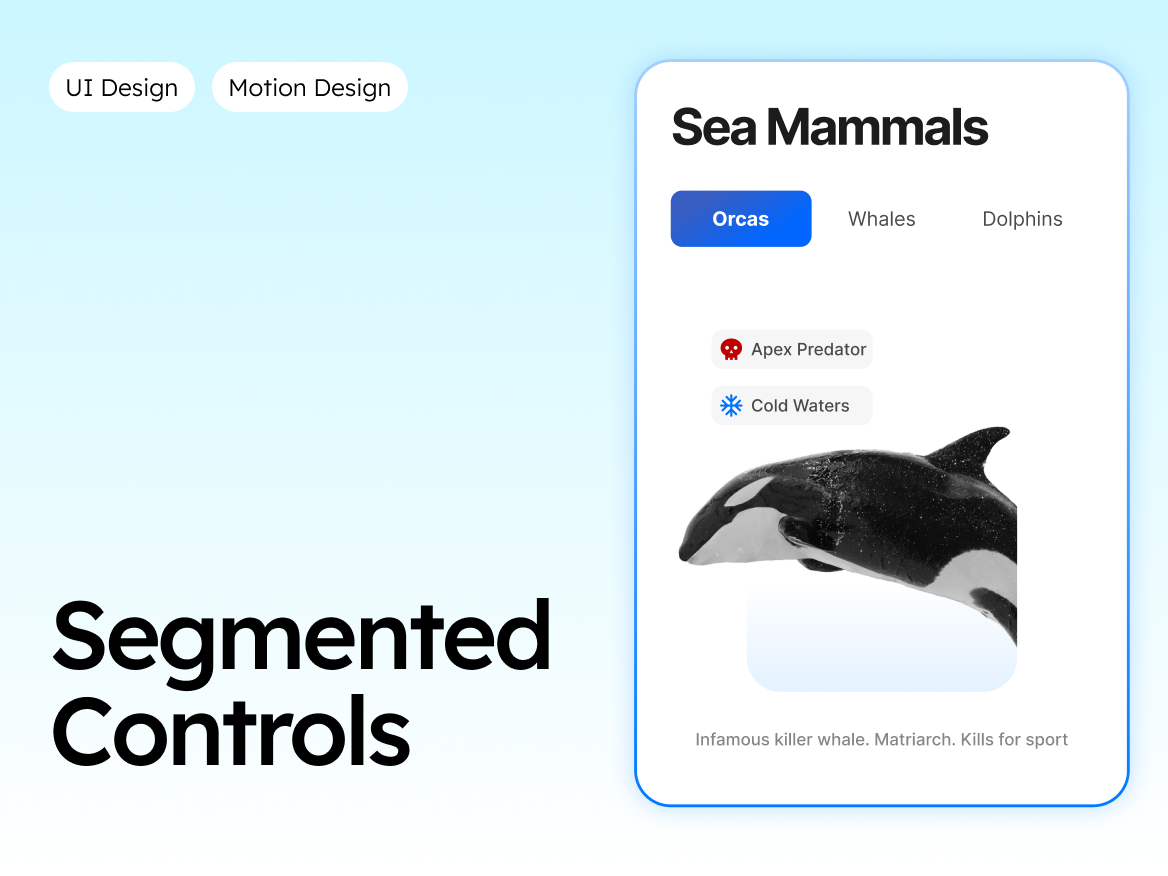 UI Design
Motion Design
Segmented
Controls
Sea Mammals
Orcas
Whales
Dolphins
Apex Predator
Cold Waters
Infamous killer whale. Matriarch. Kills for sport